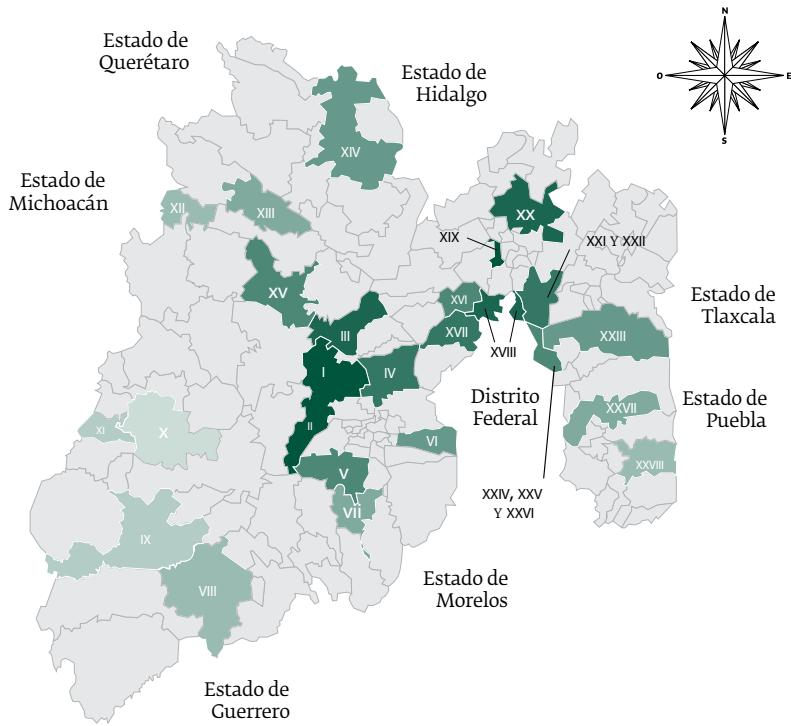 Estado de
Querétaro
Estado de
Hidalgo
N
O
E
S
XIV
Estado de
Michoacán
XII
XIII
XX
XIX
XXI Y XXII
XV
XVI
III
XVII
XVIII
Estado de
Tlaxcala
XXIII
I
IV
Distrito
Federal
Estado de
Puebla
XI
X
II
VI
XXVII
V
XXVIII
VII
XXIV, XXV
Y XXVI
IX
VIII
Estado de
Morelos
Estado de
Guerrero